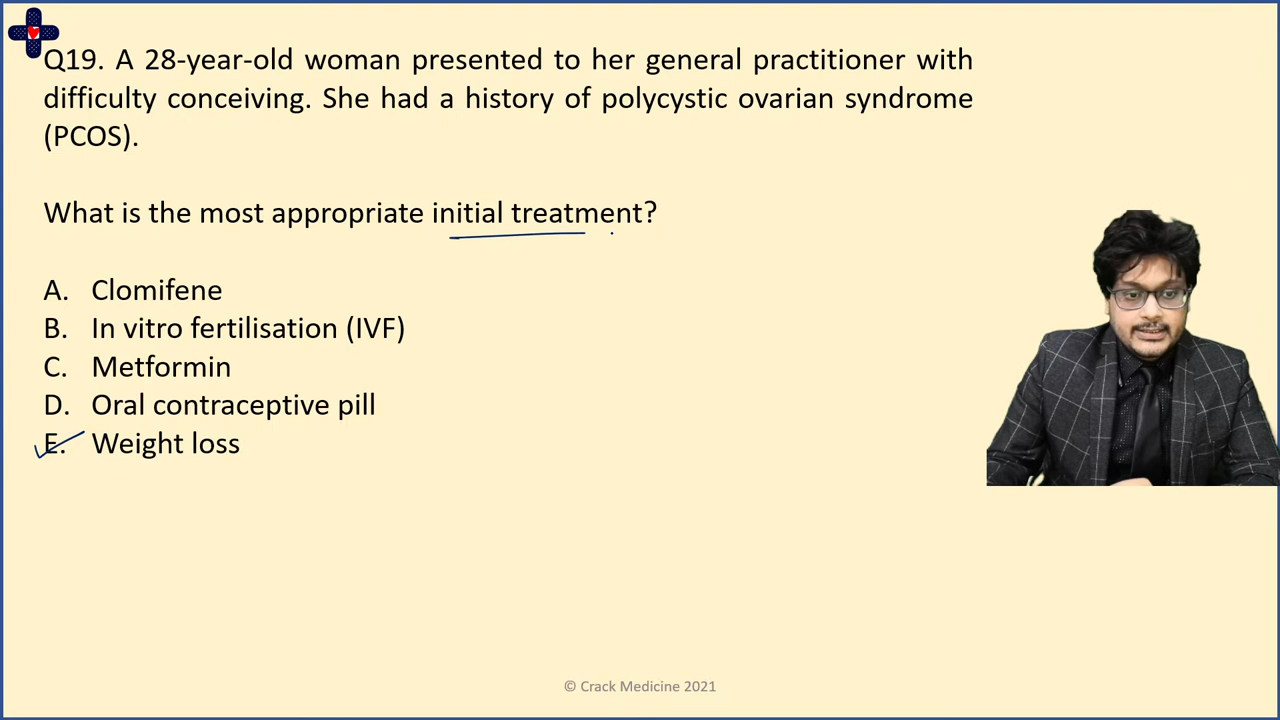 Q19. A 28-year-old woman presented to her general practitioner with
difficulty conceiving. She had a history of polycystic ovarian syndrome
(PCOS).
What is the most appropriate initial treatment?
A. Clomifene
B. In vitro fertilisation (IVF)
C. Metformin
D. Oral contraceptive pill
E. Weight loss
© Crack Medicine 2021